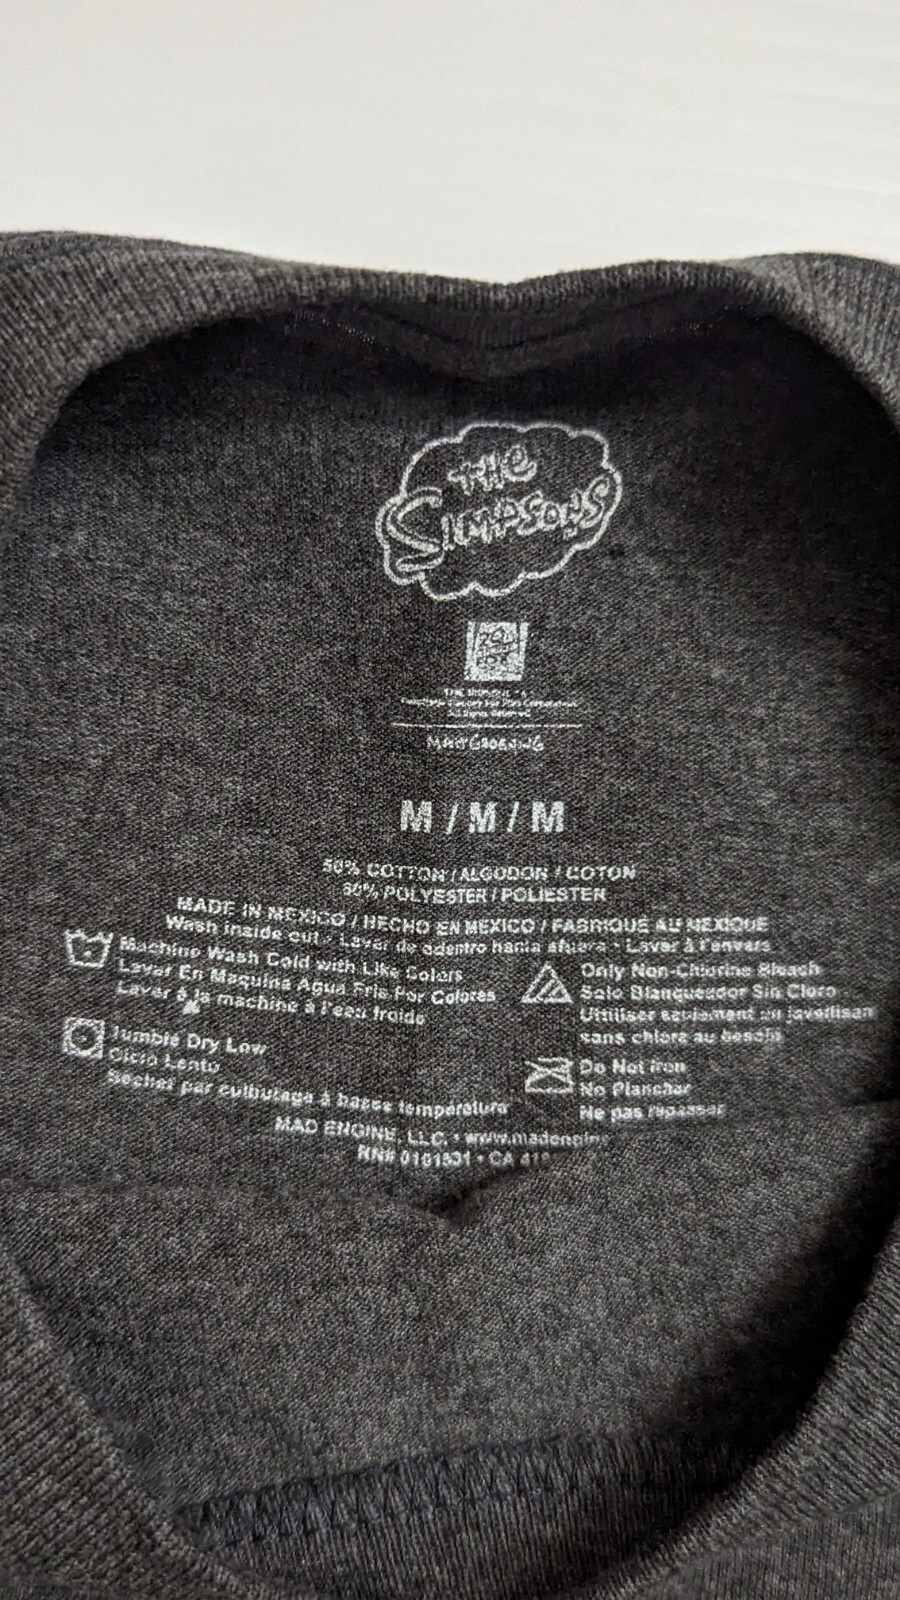 THE
SIMPSONS
M / M / M
50% COTTON / ALGODON / COTON
50% POLYESTER / POLIESTER
MADE IN MEXICO / HECHO EN MEXICO / FABRIQUE AU MEXIQUE
Wash inside out • Lavar de adentro hacia afuera • Laver à l'envers
Machine Wash Cold with Like Colors
Lavar En Maquina Agua Fria Por Colores
Laver à la machine à l'eau froide
Only Non-Chlorine Bleach
Solo Blanqueador Sin Cloro
Utiliser seulement un javellisan
sans chlore au besoin
Tumble Dry Low
Ciclo Lento
Sechet par culbutage à basse temperature
Do Not Iron
No Planchar
Ne pas repasser
MAD ENGINE, LLC. • www.madengine
RN# 0101531 • CA 418